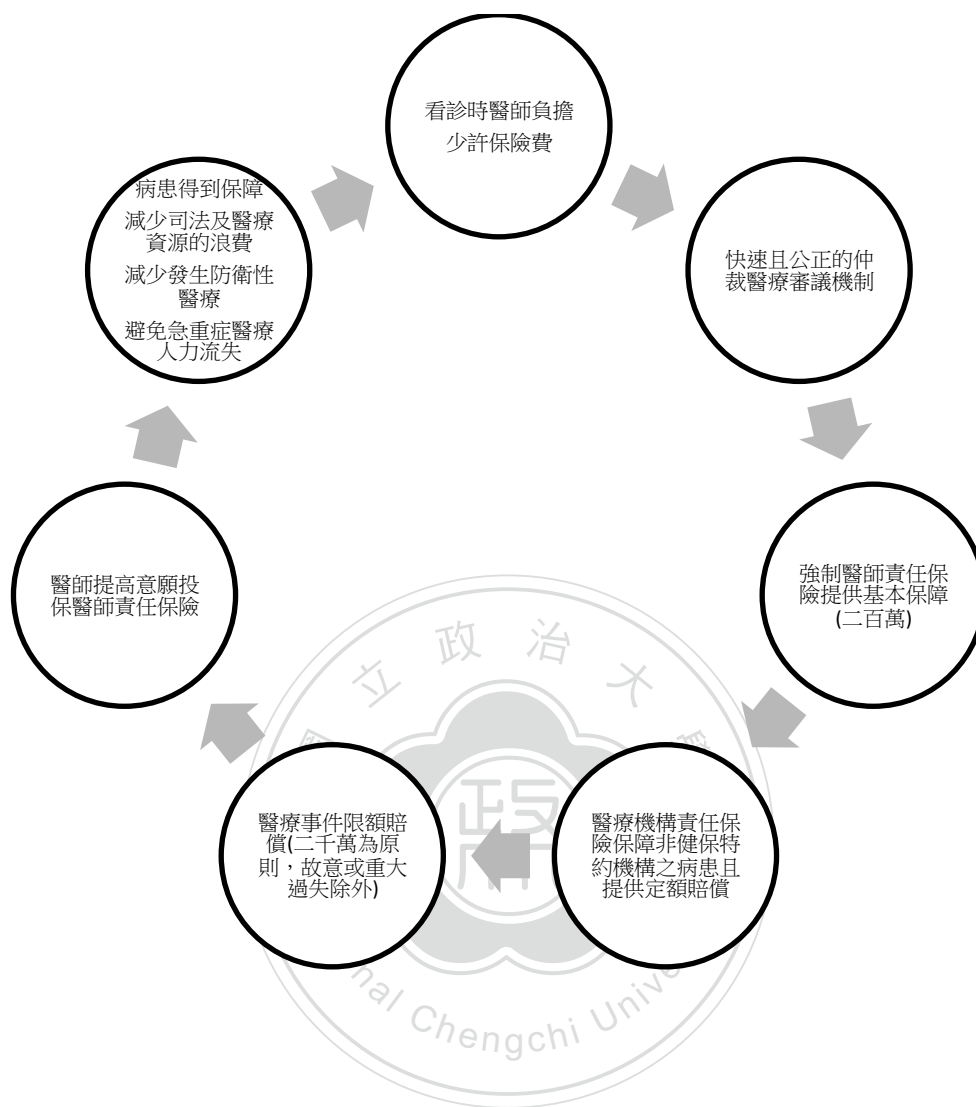 看診時醫師負擔
少許保險費
快速且公正的仲
裁醫療審議機制
強制醫師責任保
險提供基本保障
(二百萬)
醫療機構責任保
險保障非健保特
約機構之病患且
提供定額賠償
醫療事件限額賠
償(二千萬為原
則，故意或重大
過失除外)
醫師提高意願投
保醫師責任保險
病患得到保障
減少司法及醫療
資源的浪費
減少發生防衛性
醫療
避免急重症醫療
人力流失
立政治大
政
Chengchi